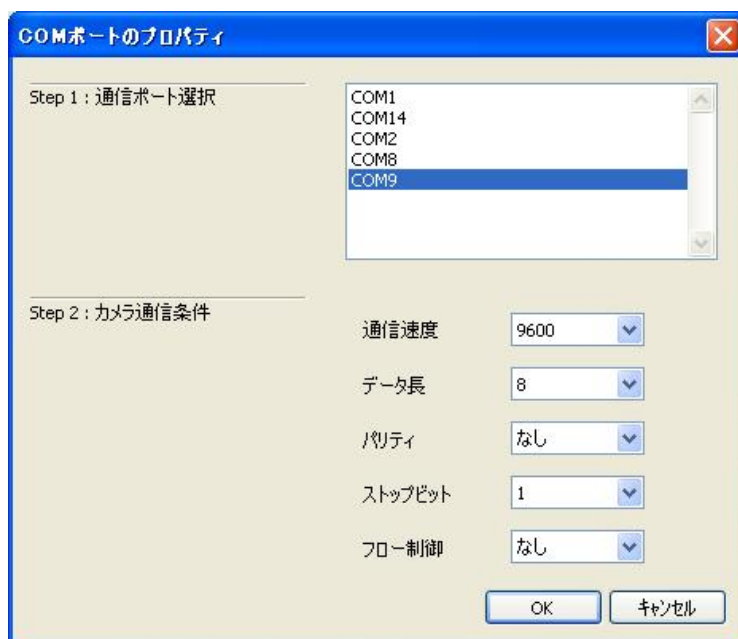 COMポートのプロパティ
Step 1 : 通信ポート選択
COM1
COM14
COM2
COM8
COM9
Step 2 : カメラ通信条件
通信速度 9600
データ長 8
パリティ なし
ストップビット 1
フロー制御 なし
OK キャンセル